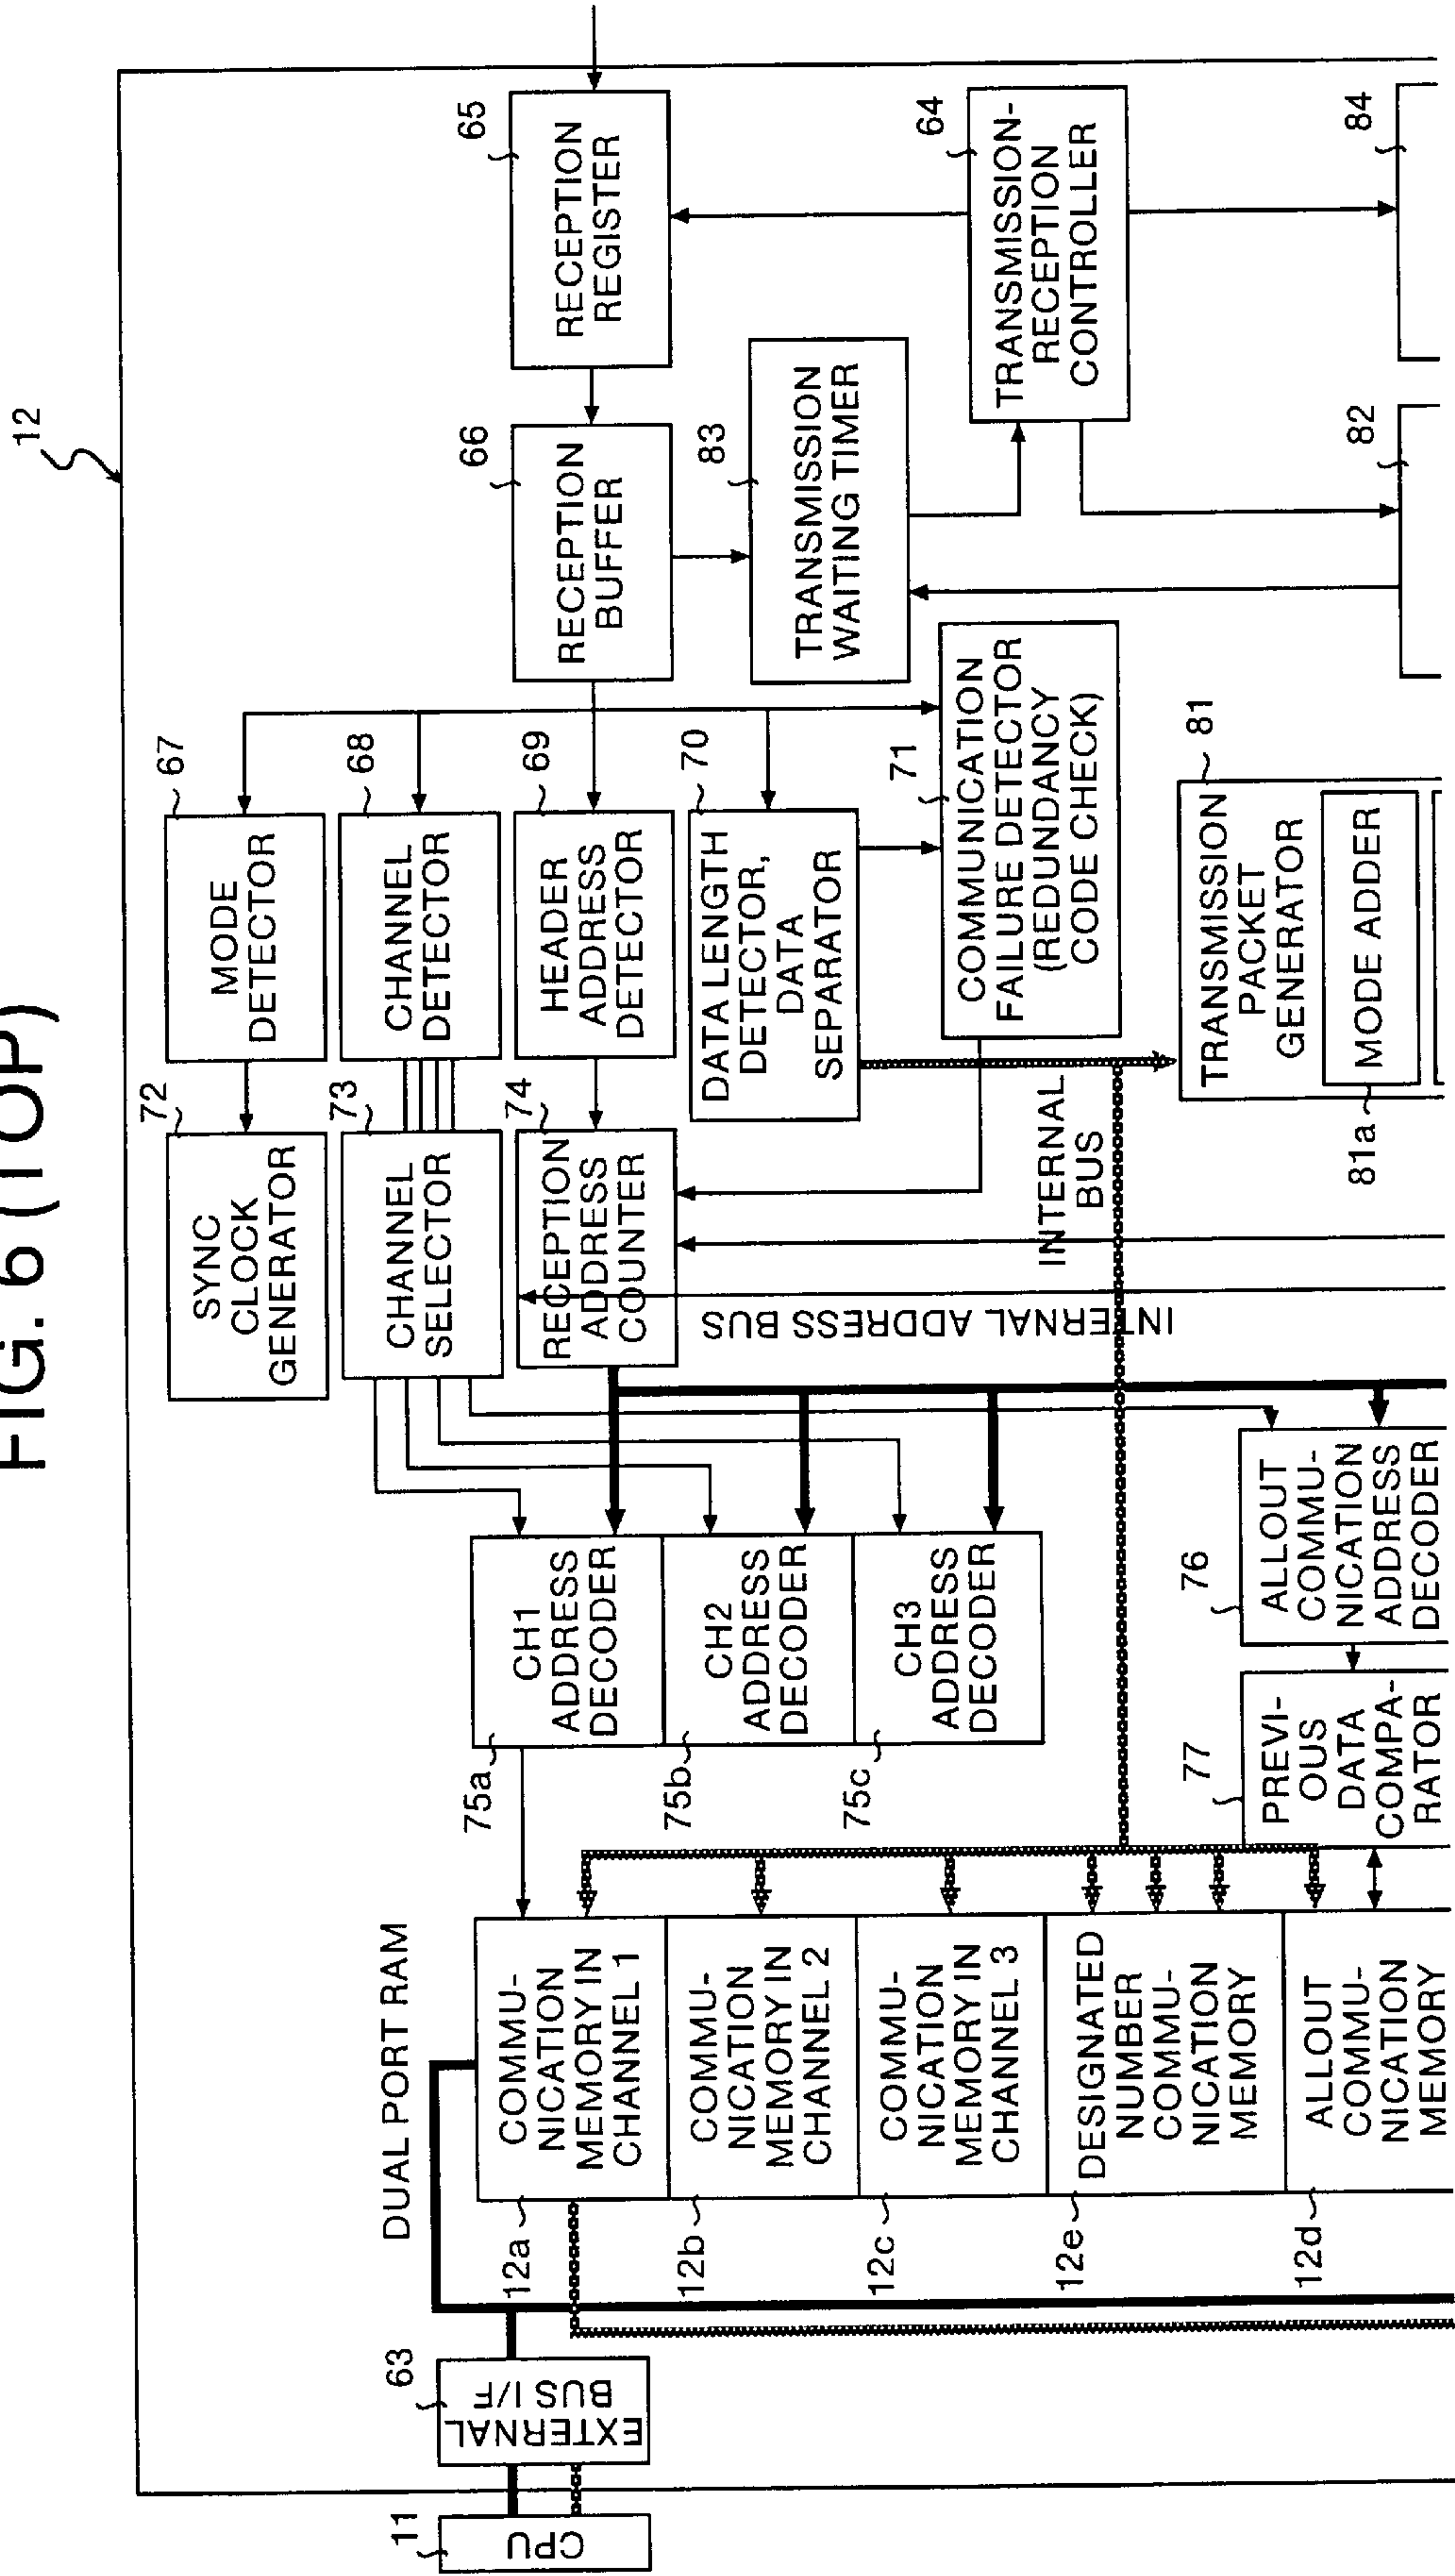 FIG. 6 (TOP)
12
11
CPU
63
EXTERNAL
BUS I/F
DUAL PORT RAM
12a
COMMU-
NICATION
MEMORY IN
CHANNEL 1
12b
COMMU-
NICATION
MEMORY IN
CHANNEL 2
12c
COMMU-
NICATION
MEMORY IN
CHANNEL 3
12e
DESIGNATED
NUMBER
COMMU-
NICATION
MEMORY
12d
ALLOUT
COMMU-
NICATION
MEMORY
75a
CH1
ADDRESS
DECODER
75b
CH2
ADDRESS
DECODER
75c
CH3
ADDRESS
DECODER
77
PREVI-
OUS
DATA
COMPA-
RATOR
76
ALLOUT
COMMU-
NICATION
ADDRESS
DECODER
72
SYNC
CLOCK
GENERATOR
73
CHANNEL
SELECTOR
74
RECEPTION
ADDRESS
COUNTER
INTERNAL ADDRESS BUS
INTERNAL
BUS
67
MODE
DETECTOR
68
CHANNEL
DETECTOR
69
HEADER
ADDRESS
DETECTOR
70
DATA LENGTH
DETECTOR,
DATA
SEPARATOR
71
COMMUNICATION
FAILURE DETECTOR
(REDUNDANCY
CODE CHECK)
81
TRANSMISSION
PACKET
GENERATOR
81a
MODE ADDER
66
RECEPTION
BUFFER
65
RECEPTION
REGISTER
83
TRANSMISSION
WAITING TIMER
64
TRANSMISSION-
RECEPTION
CONTROLLER
82
84